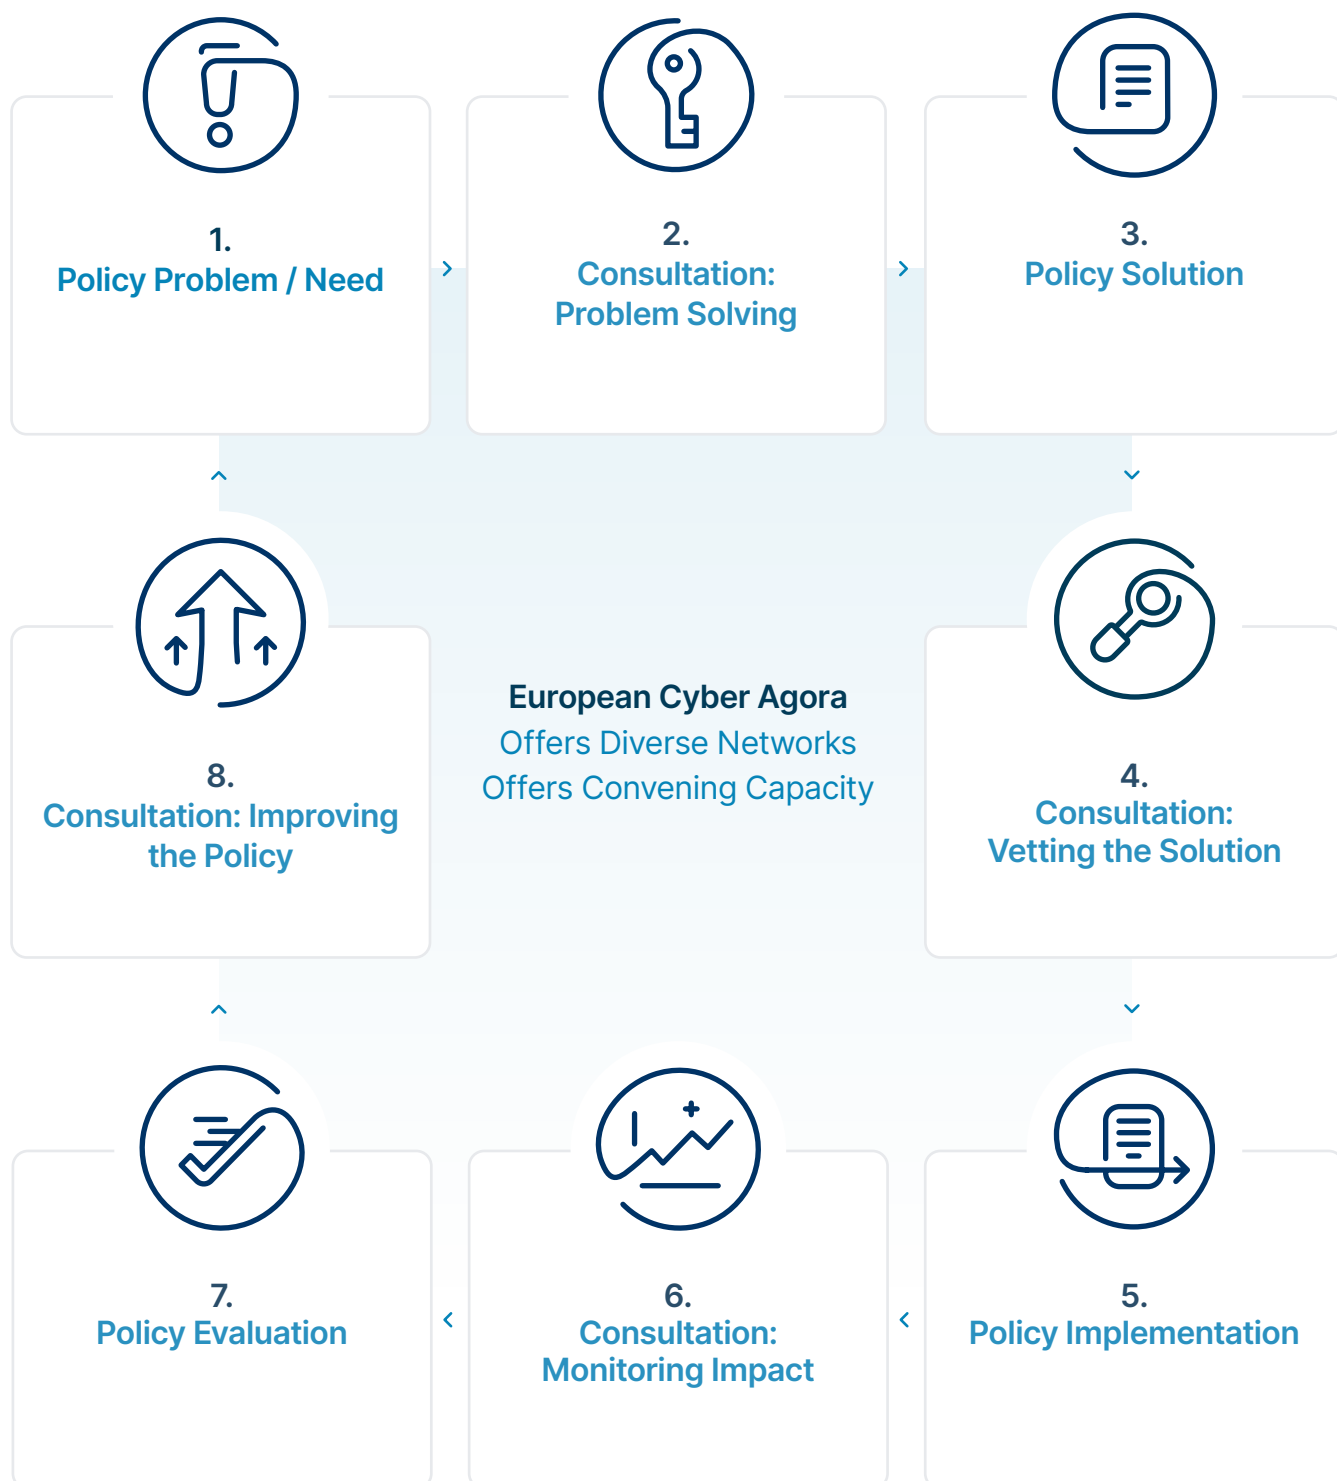 1.
Policy Problem / Need
2.
Consultation:
Problem Solving
3.
Policy Solution
8.
Consultation: Improving
the Policy
European Cyber Agora
Offers Diverse Networks
Offers Convening Capacity
4.
Consultation:
Vetting the Solution
7.
Policy Evaluation
6.
Consultation:
Monitoring Impact
5.
Policy Implementation